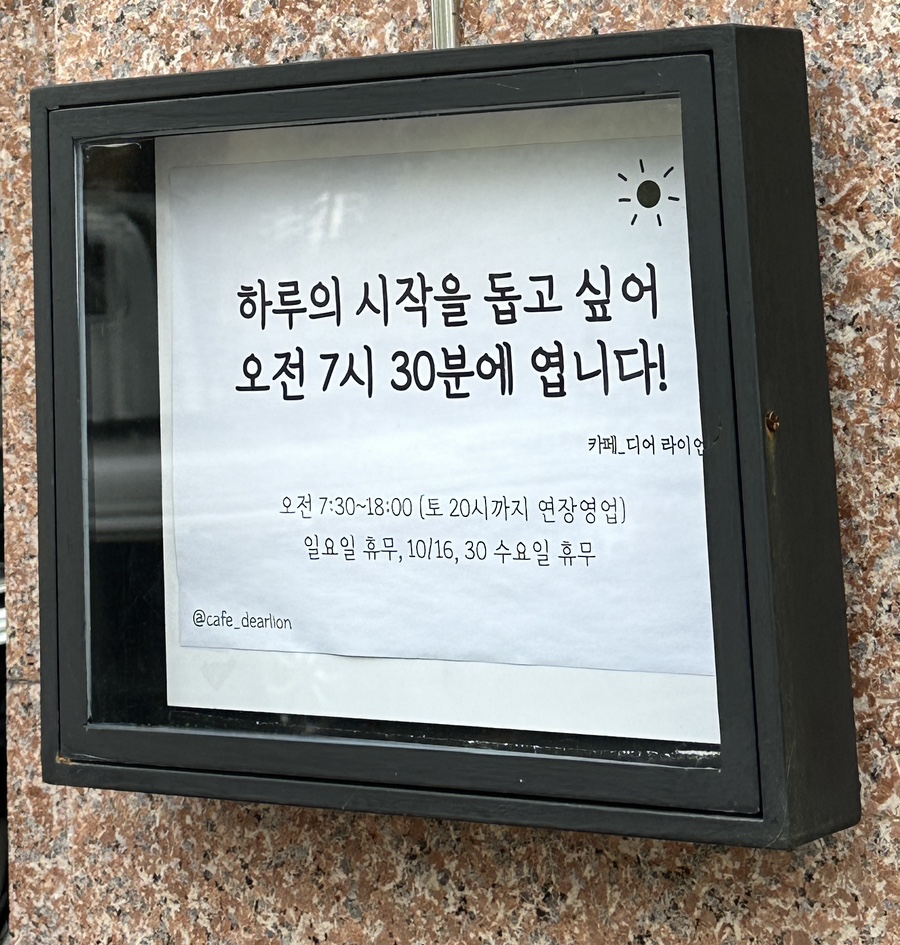 하루의 시작을 돕고 싶어
오전 7시 30분에 엽니다!
카페_디어 라이언
오전 7:30~18:00 (토 20시까지 연장영업)
일요일 휴무, 10/16, 30 수요일 휴무
@cafe_dearlion